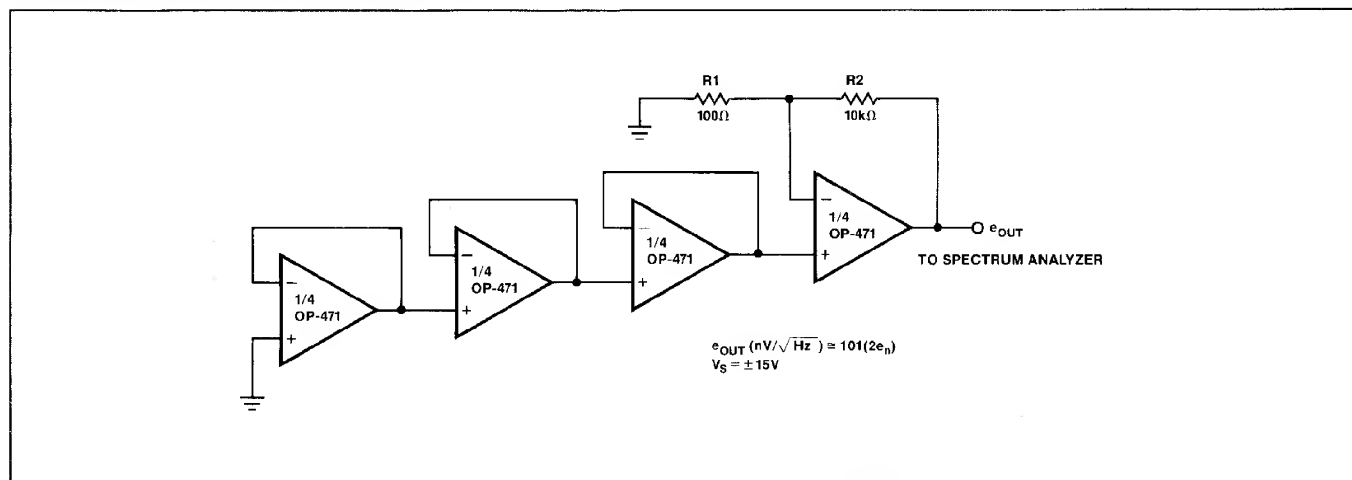 R1
100Ω
R2
10kΩ
−
+
1/4
OP-471
−
+
1/4
OP-471
−
+
1/4
OP-471
−
+
1/4
OP-471
eOUT
TO SPECTRUM ANALYZER
eOUT (nV/√Hz) ≅ 101(2en)
VS = ±15V